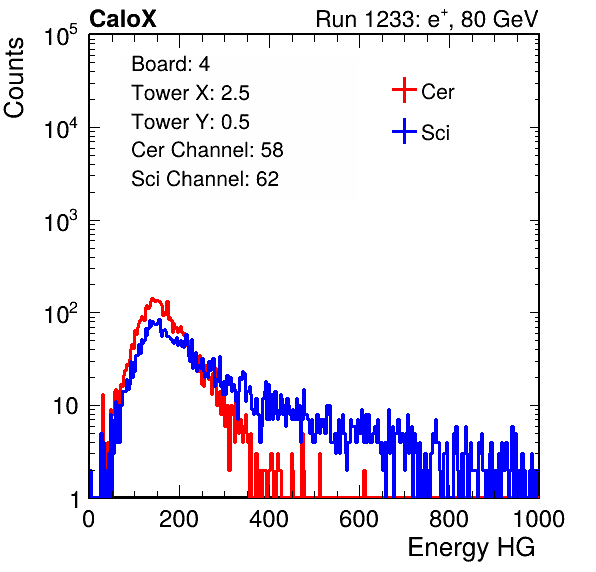 CaloX Run 1233: e⁺, 80 GeV
Counts
Board: 4
Tower X: 2.5
Tower Y: 0.5
Cer Channel: 58
Sci Channel: 62
Cer
Sci
10⁵
10⁴
10³
10²
10
1
0 200 400 600 800 1000
Energy HG